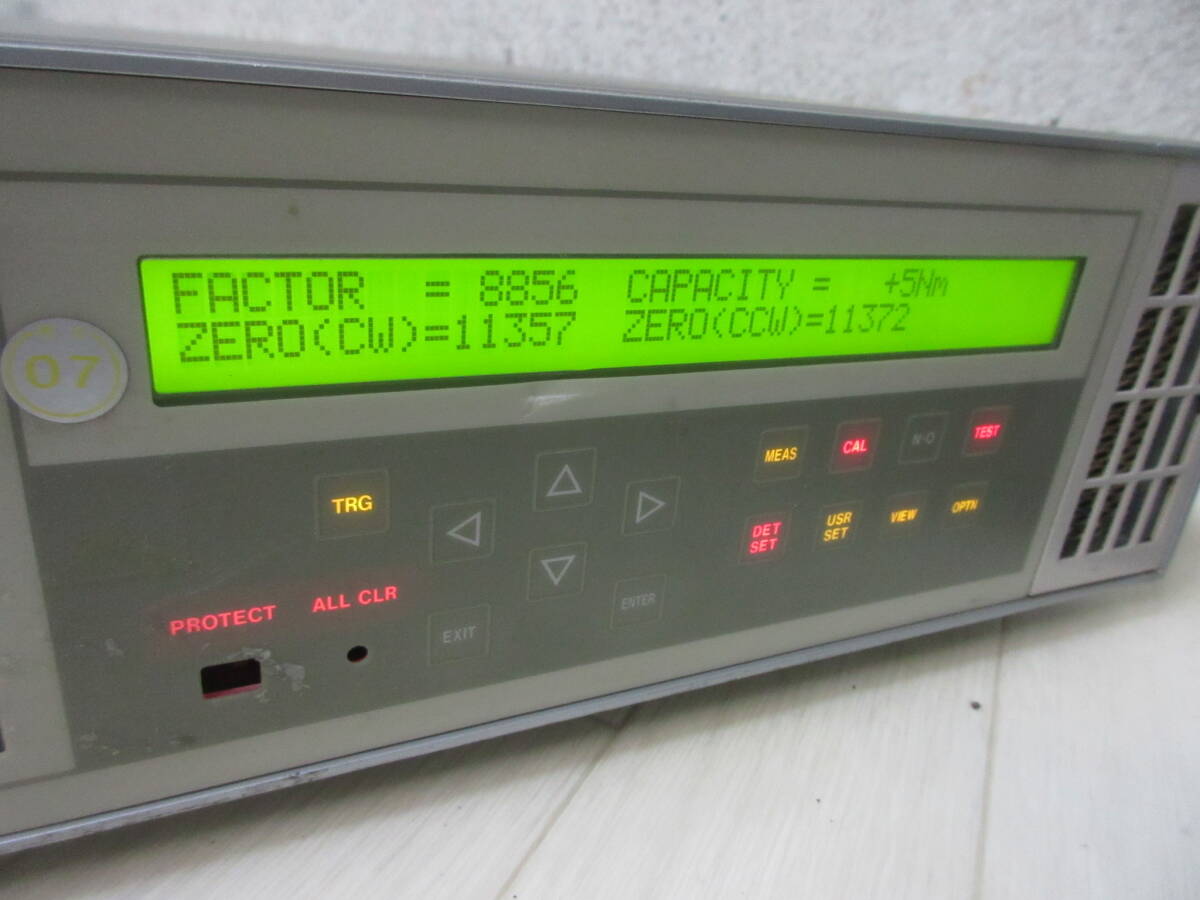 FACTOR = 8856 CAPACITY = +5Nm
ZERO(CW)=11357 ZERO(CCW)=11372
07
MEAS CAL N-0 TEST
TRG
DET SET
USR SET
VIEW
OPTN
PROTECT
ALL CLR
EXIT
ENTER